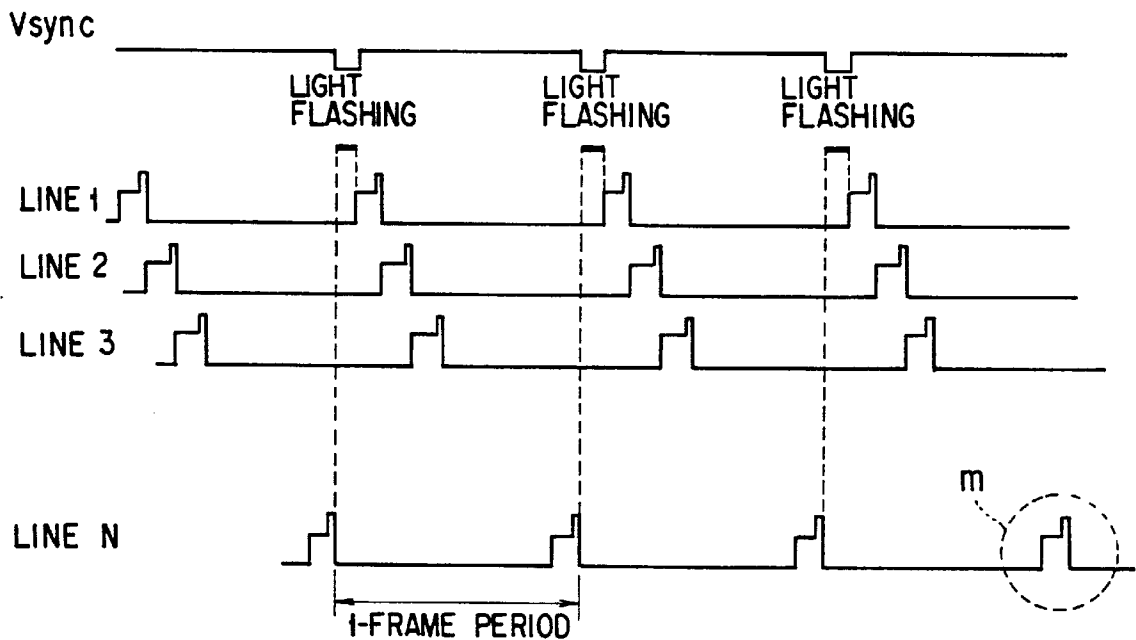 Vsync
LIGHT
FLASHING
LIGHT
FLASHING
LIGHT
FLASHING
LINE 1
LINE 2
LINE 3
m
LINE N
1-FRAME PERIOD